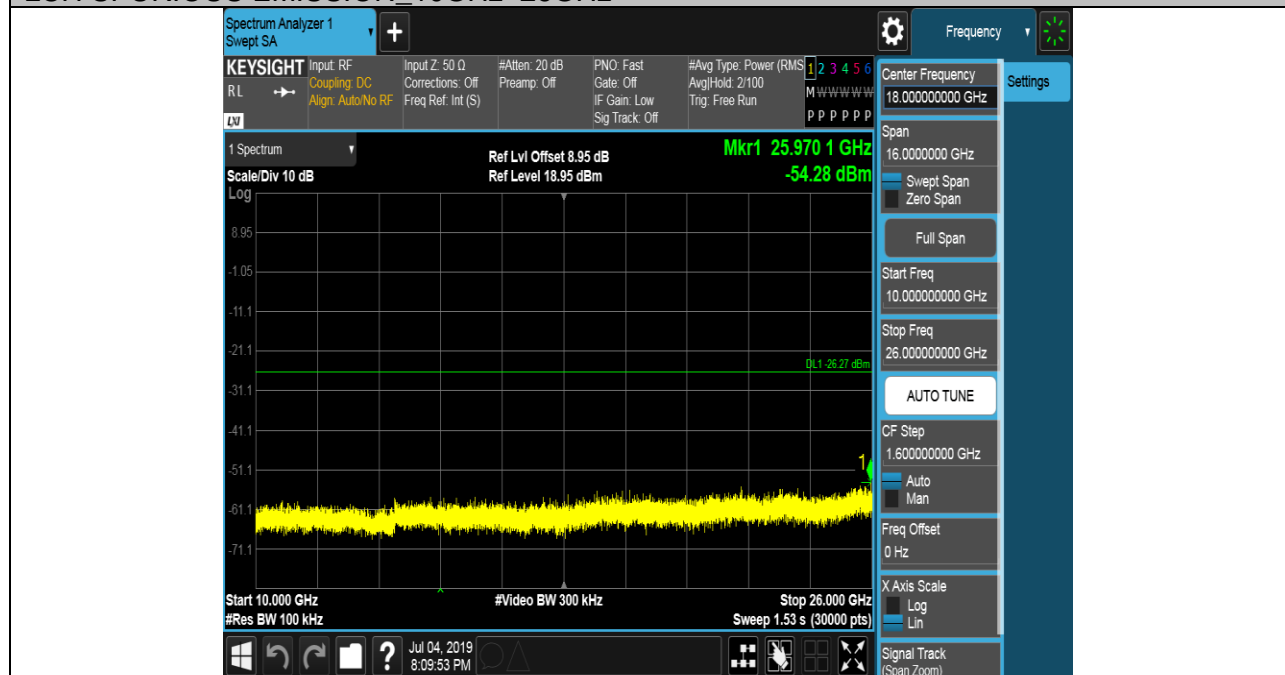 Spectrum Analyzer 1
Swept SA
+
Frequency
KEYSIGHT
RL
LXI
Input: RF
Coupling: DC
Align: Auto/No RF
Input Z: 50 Ω
Corrections: Off
Freq Ref: Int (S)
#Atten: 20 dB
Preamp: Off
PNO: Fast
Gate: Off
IF Gain: Low
Sig Track: Off
#Avg Type: Power (RMS
Avg|Hold: 2/100
Trig: Free Run
1 2 3 4 5 6
M W W W W W
P P P P P P
1 Spectrum
Scale/Div 10 dB
Log
Ref Lvl Offset 8.95 dB
Ref Level 18.95 dBm
Mkr1 25.970 1 GHz
-54.28 dBm
8.95
-1.05
-11.1
-21.1
DL1 -26.27 dBm
-31.1
-41.1
-51.1
1
-61.1
-71.1
Start 10.000 GHz
#Video BW 300 kHz
Stop 26.000 GHz
#Res BW 100 kHz
Sweep 1.53 s (30000 pts)
?
Jul 04, 2019
8:09:53 PM
Center Frequency
18.000000000 GHz
Settings
Span
16.0000000 GHz
Swept Span
Zero Span
Full Span
Start Freq
10.000000000 GHz
Stop Freq
26.000000000 GHz
AUTO TUNE
CF Step
1.600000000 GHz
Auto
Man
Freq Offset
0 Hz
X Axis Scale
Log
Lin
Signal Track
(Span Zoom)